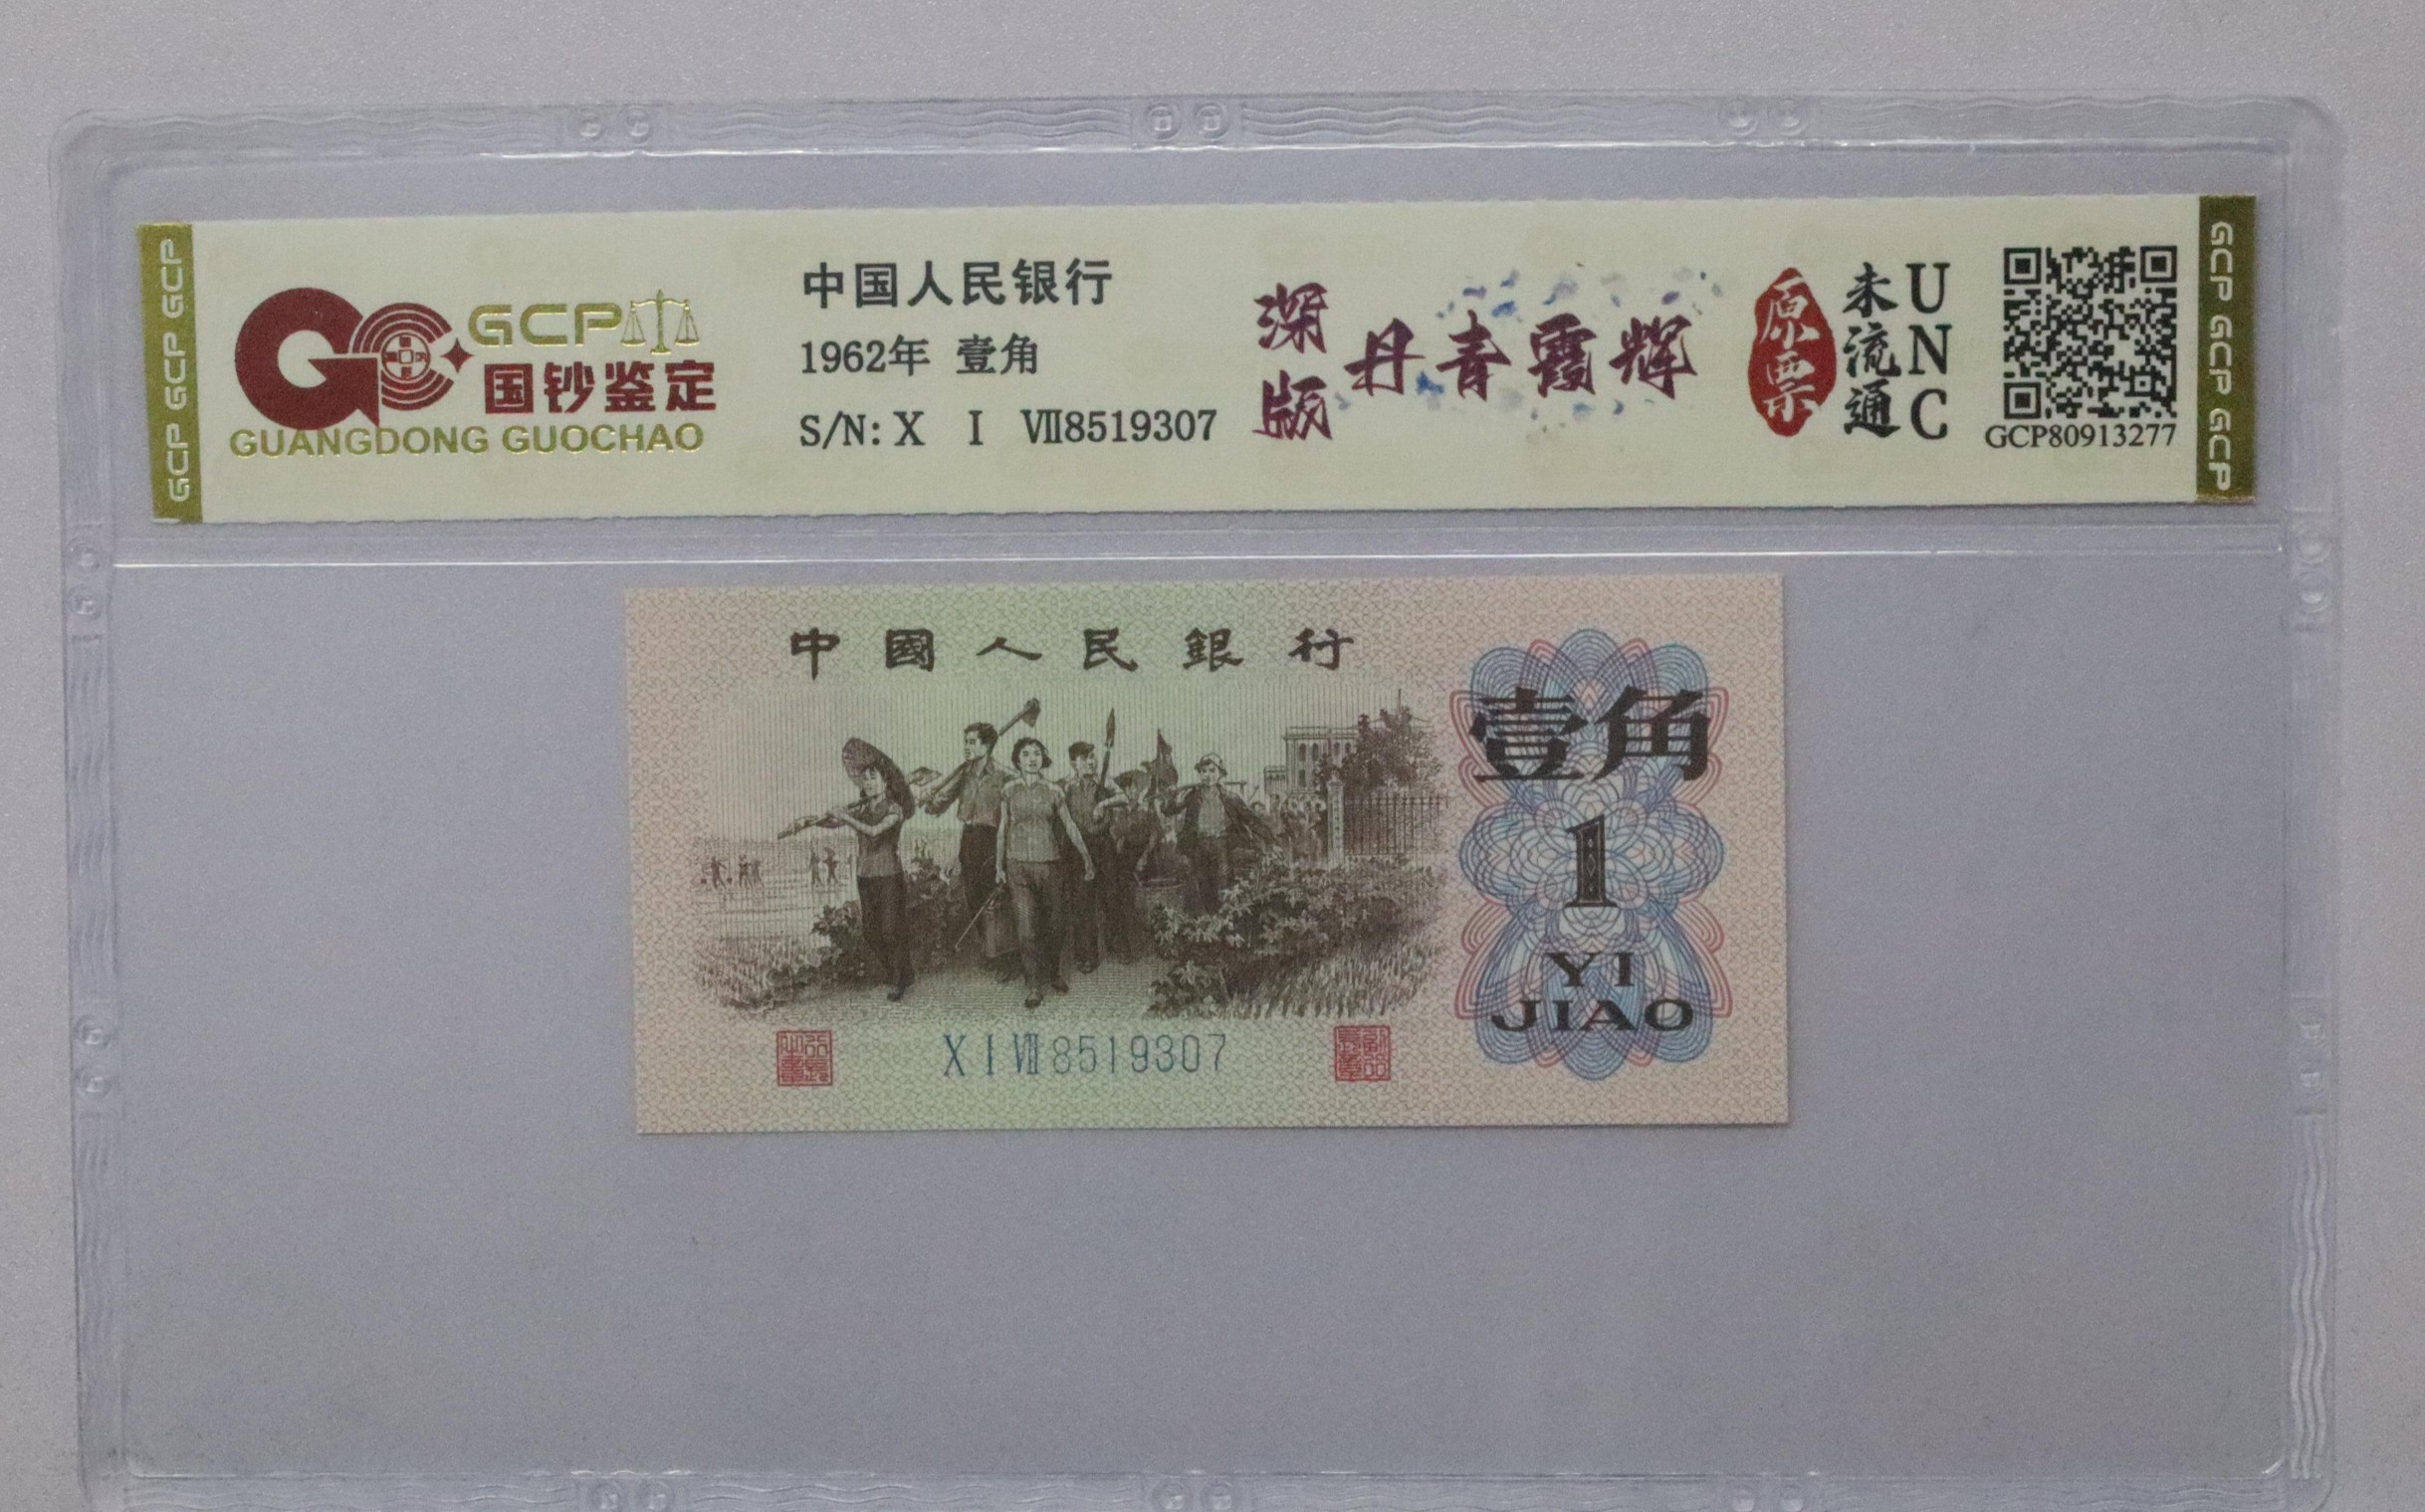 GCP GCP GCP
GCP
国钞鉴定
GUANGDONG GUOCHAO
中国人民银行
1962年 壹角
S/N: X I Ⅶ8519307
深版
丹青霞辉
原票
未流通
UNC
GCP80913277
GCP GCP GCP
中國人民銀行
壹角
1
YI
JIAO
X I Ⅶ 8519307